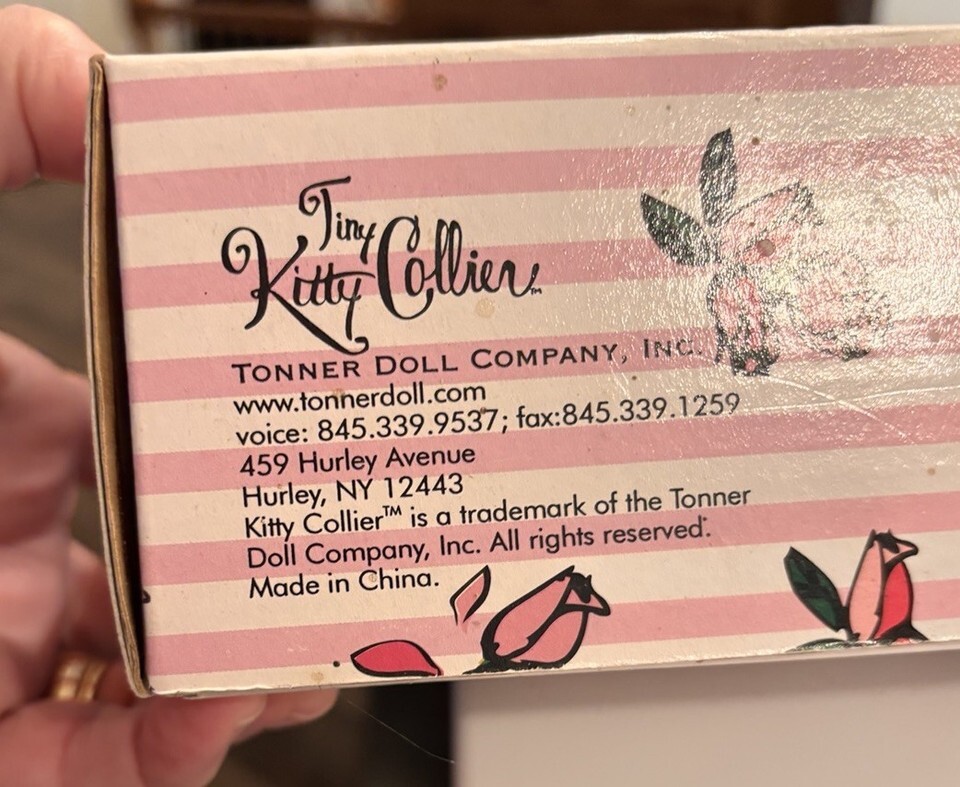 Tiny
Kitty Collier™
TONNER DOLL COMPANY, INC.
www.tonnerdoll.com
voice: 845.339.9537; fax:845.339.1259
459 Hurley Avenue
Hurley, NY 12443
Kitty Collier™ is a trademark of the Tonner
Doll Company, Inc. All rights reserved.
Made in China.